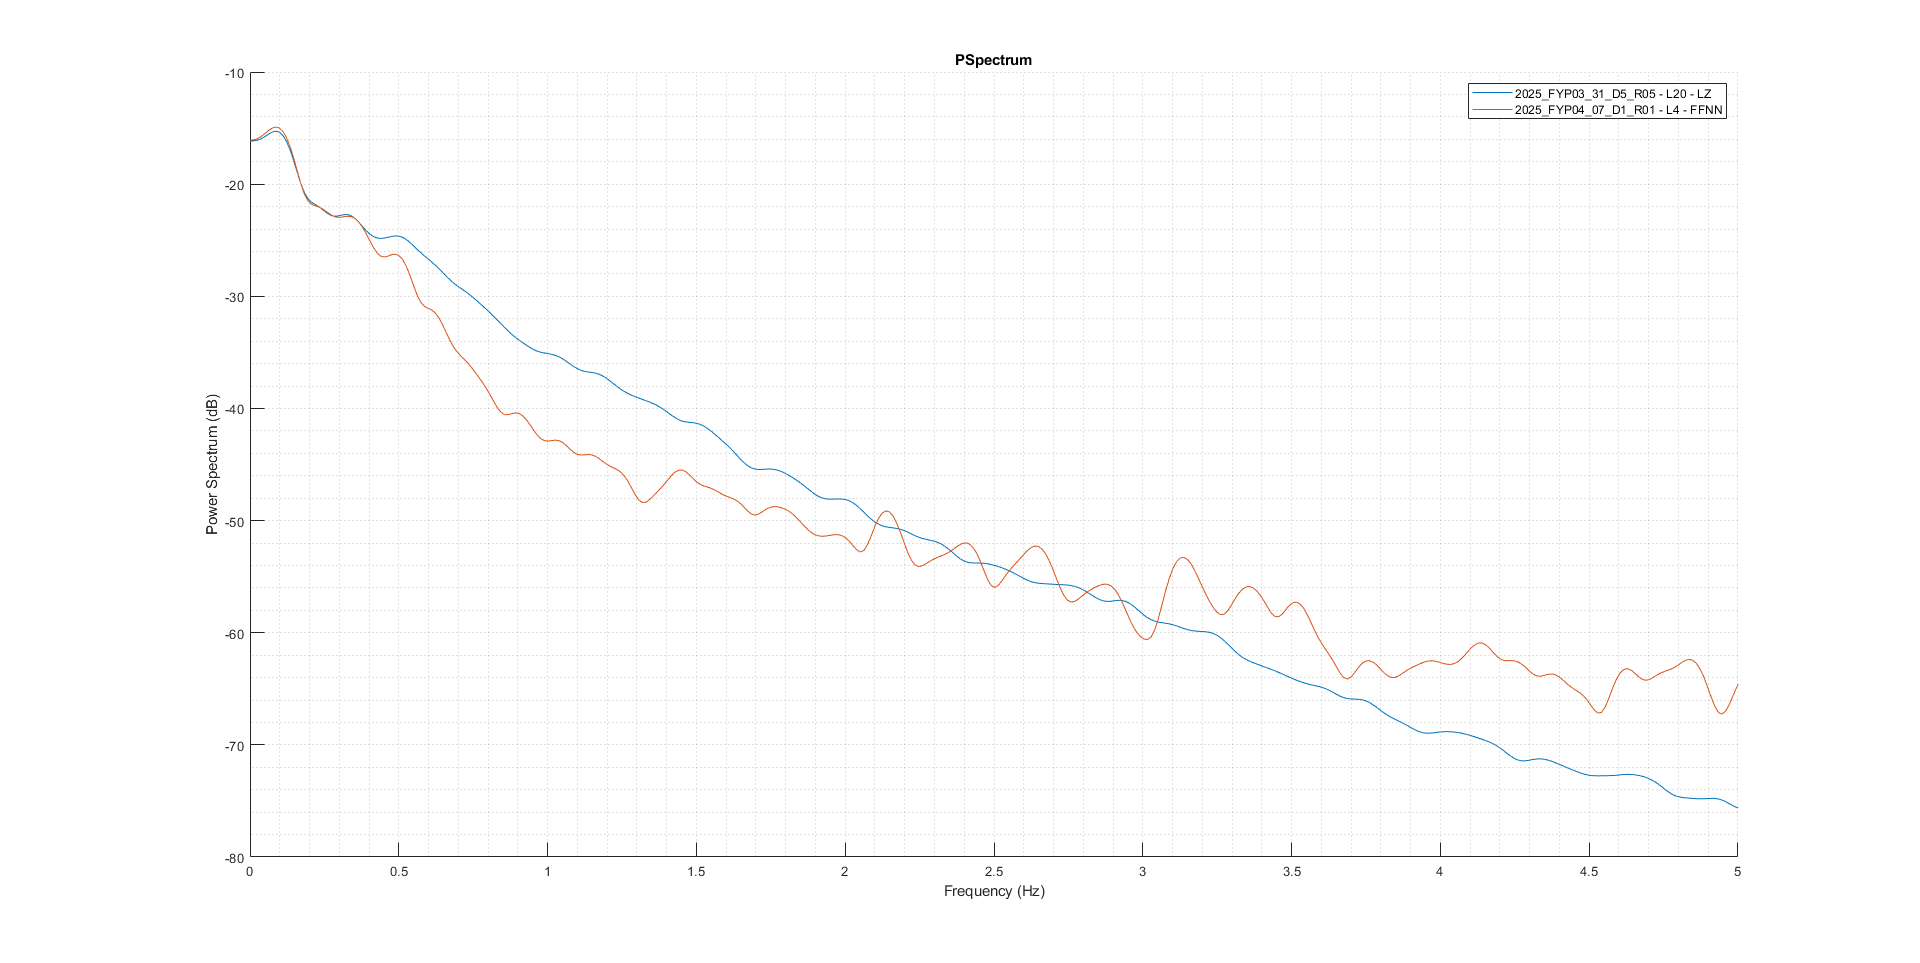 PSpectrum
2025_FYP03_31_D5_R05 - L20 - LZ
2025_FYP04_07_D1_R01 - L4 - FFNN
-10
-20
-30
-40
-50
-60
-70
-80
Power Spectrum (dB)
0 0.5 1 1.5 2 2.5 3 3.5 4 4.5 5
Frequency (Hz)